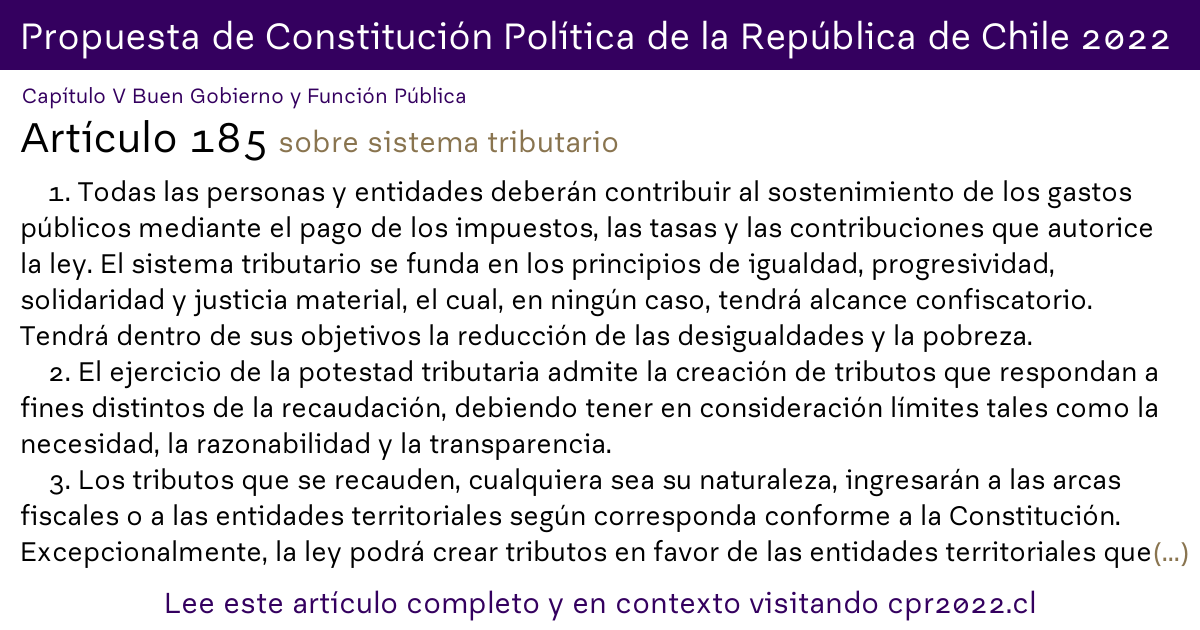 Propuesta de Constitución Política de la República de Chile 2022
Capítulo V Buen Gobierno y Función Pública
Artículo 185 sobre sistema tributario
1. Todas las personas y entidades deberán contribuir al sostenimiento de los gastos
públicos mediante el pago de los impuestos, las tasas y las contribuciones que autorice
la ley. El sistema tributario se funda en los principios de igualdad, progresividad,
solidaridad y justicia material, el cual, en ningún caso, tendrá alcance confiscatorio.
Tendrá dentro de sus objetivos la reducción de las desigualdades y la pobreza.
2. El ejercicio de la potestad tributaria admite la creación de tributos que respondan a
fines distintos de la recaudación, debiendo tener en consideración límites tales como la
necesidad, la razonabilidad y la transparencia.
3. Los tributos que se recauden, cualquiera sea su naturaleza, ingresarán a las arcas
fiscales o a las entidades territoriales según corresponda conforme a la Constitución.
Excepcionalmente, la ley podrá crear tributos en favor de las entidades territoriales que(...)
Lee este artículo completo y en contexto visitando cpr2022.cl